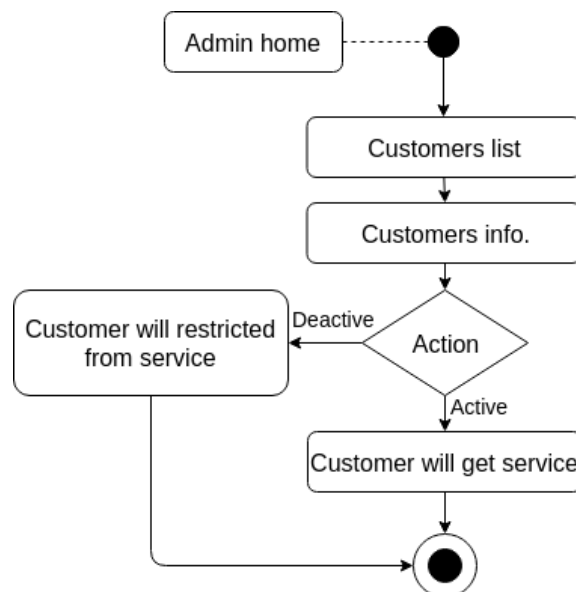 Admin home
Customers list
Customers info.
Customer will restricted
from service
Deactive
Action
Active
Customer will get service